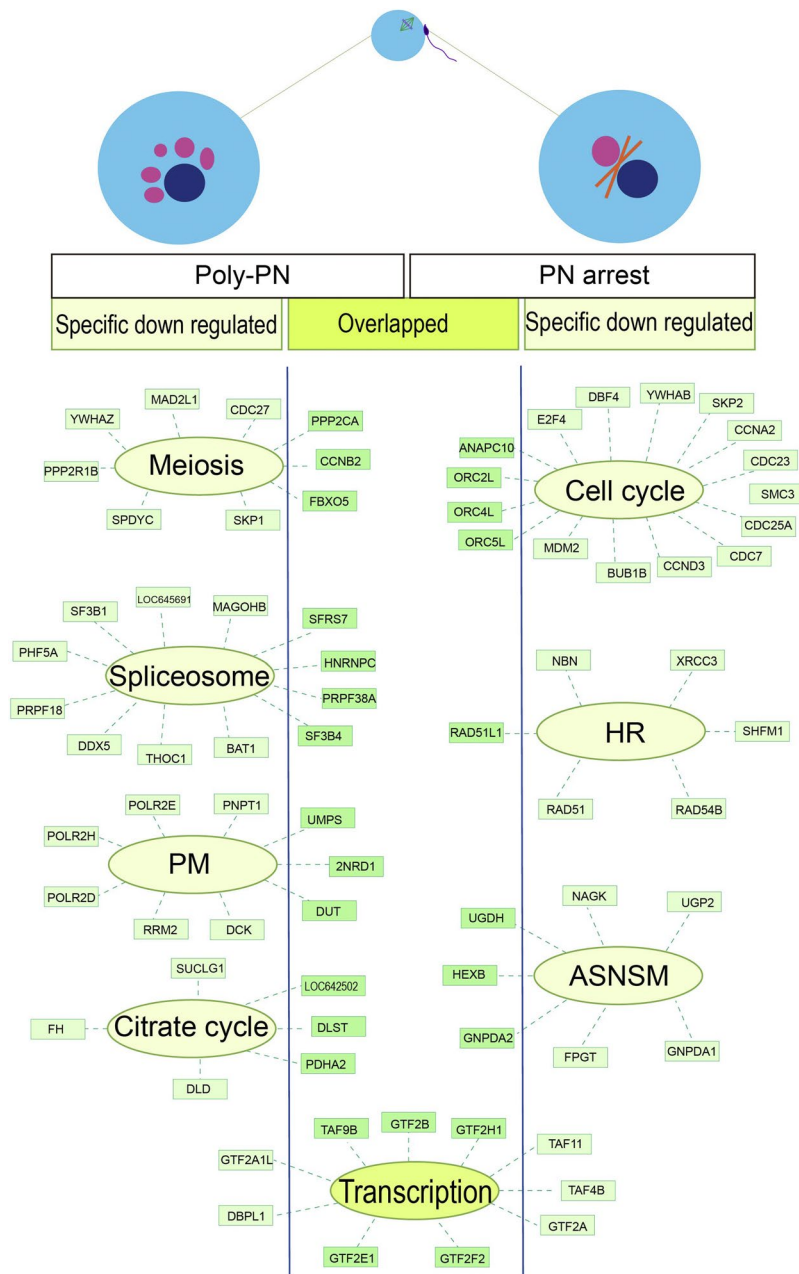 Poly-PN
PN arrest
Specific down regulated
Overlapped
Specific down regulated
MAD2L1
YWHAZ
CDC27
PPP2CA
PPP2R1B
Meiosis
CCNB2
FBXO5
SPDYC
SKP1
DBF4
YWHAB
SKP2
E2F4
CCNA2
ANAPC10
CDC23
ORC2L
Cell cycle
SMC3
ORC4L
CDC25A
ORC5L
MDM2
CDC7
BUB1B
CCND3
LOC645691
SF3B1
MAGOHB
SFRS7
PHF5A
HNRNPC
Spliceosome
PRPF38A
PRPF18
SF3B4
DDX5
THOC1
BAT1
NBN
XRCC3
RAD51L1
HR
SHFM1
RAD51
RAD54B
POLR2E
PNPT1
UMPS
POLR2H
PM
2NRD1
POLR2D
DUT
RRM2
DCK
NAGK
UGP2
UGDH
HEXB
ASNSM
GNPDA2
FPGT
GNPDA1
SUCLG1
LOC642502
FH
Citrate cycle
DLST
PDHA2
DLD
TAF9B
GTF2B
GTF2H1
TAF11
GTF2A1L
Transcription
TAF4B
DBPL1
GTF2A
GTF2E1
GTF2F2